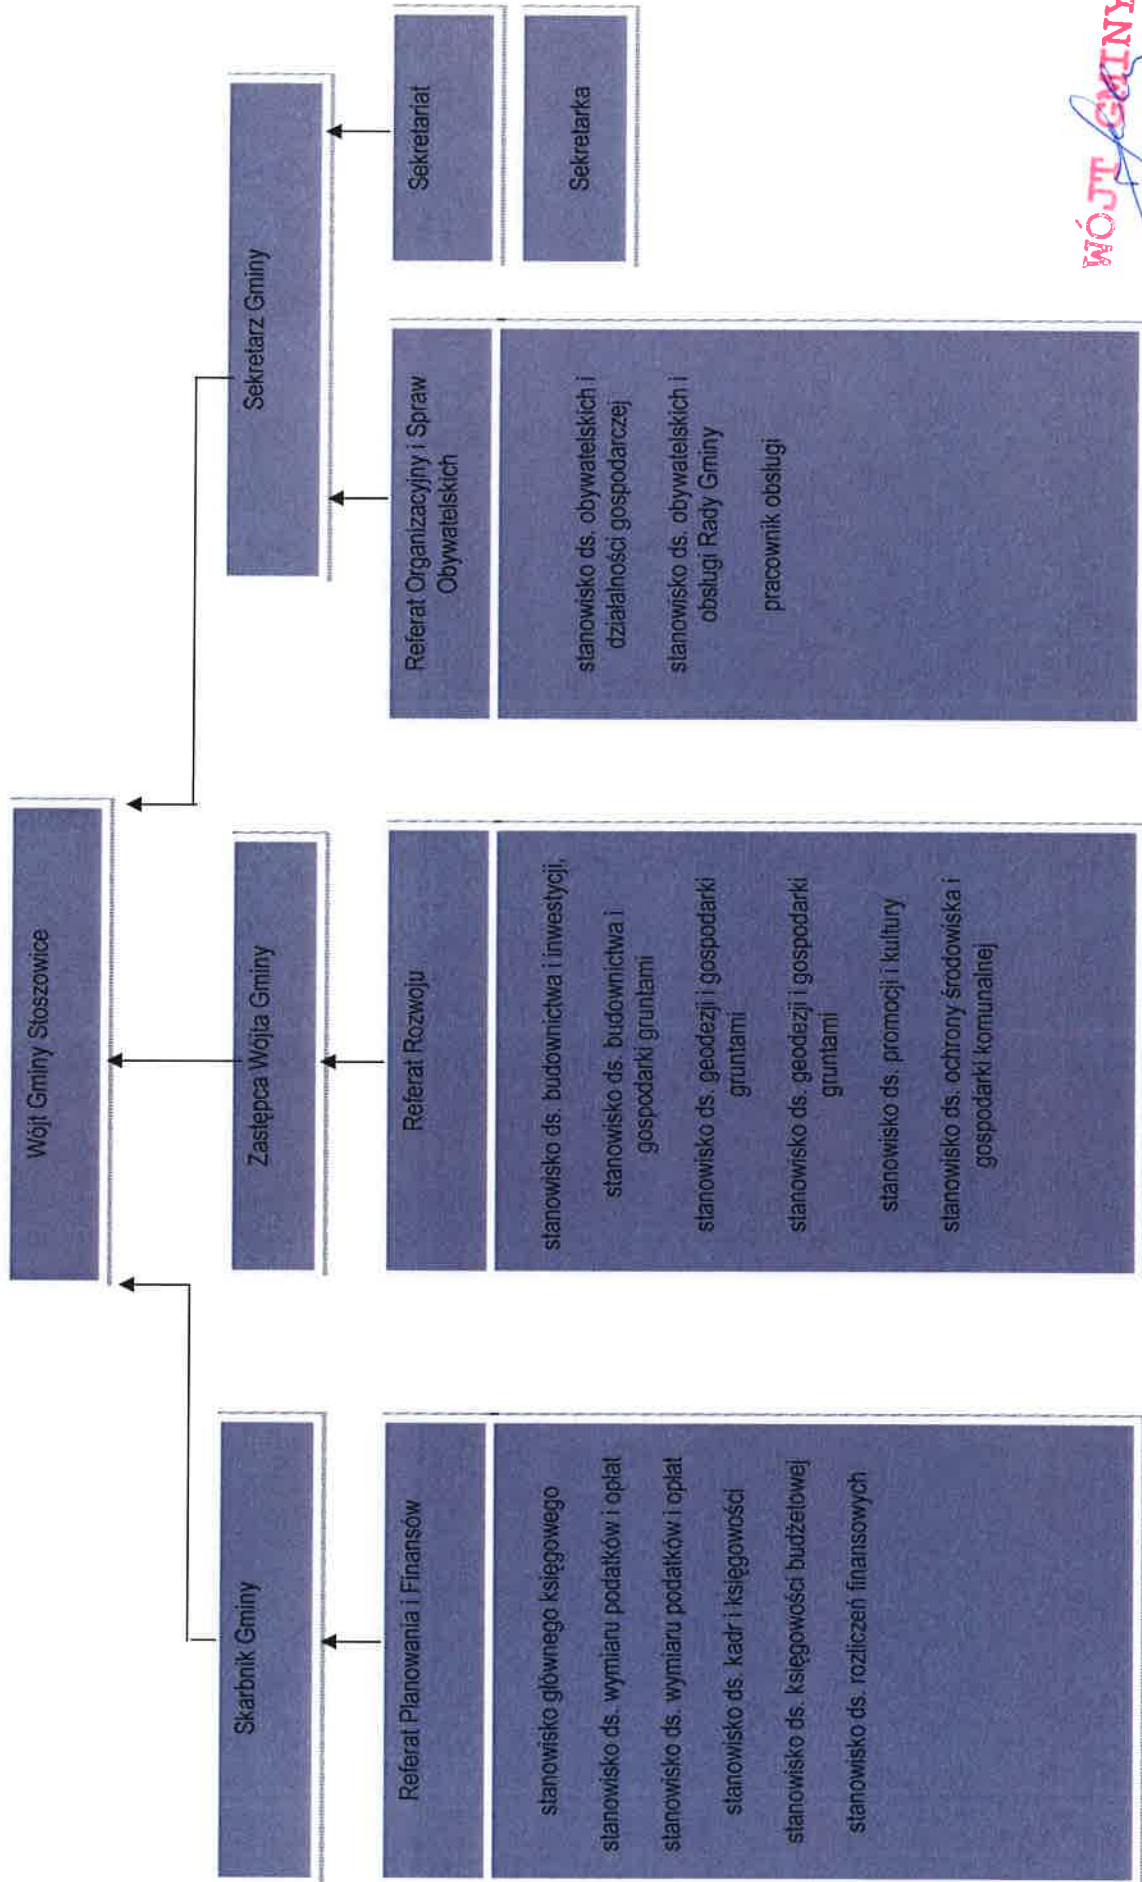 Wójt Gminy Stoszowice
Skarbnik Gminy
Zastępca Wójta Gminy
Sekretarz Gminy
Referat Planowania i Finansów
stanowisko głównego księgowego
stanowisko ds. wymiaru podatków i opłat
stanowisko ds. wymiaru podatków i opłat
stanowisko ds. kadr i księgowości
stanowisko ds. księgowości budżetowej
stanowisko ds. rozliczeń finansowych
Referat Rozwoju
stanowisko ds. budownictwa i inwestycji,
stanowisko ds. budownictwa i
gospodarki gruntami
stanowisko ds. geodezji i gospodarki
gruntami
stanowisko ds. geodezji i gospodarki
gruntami
stanowisko ds. promocji i kultury
stanowisko ds. ochrony środowiska i
gospodarki komunalnej
Referat Organizacyjny i Spraw
Obywatelskich
stanowisko ds. obywatelskich i
działalności gospodarczej
stanowisko ds. obywatelskich i
obsługi Rady Gminy
pracownik obsługi
Sekretariat
Sekretarka
WÓJT GMINY